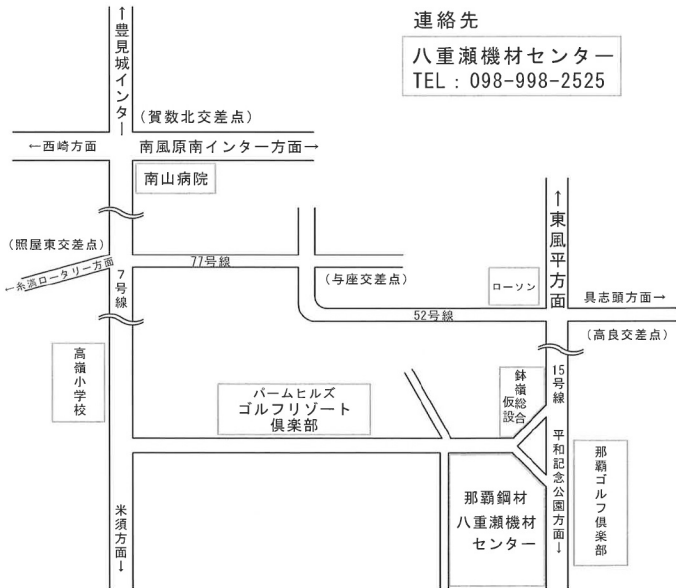 連絡先
八重瀬機材センター
TEL：098-998-2525
←豊見城インター
(賀数北交差点)
←西崎方面
南風原南インター方面→
南山病院
(照屋東交差点)
←糸満ロータリー方面
7号線
77号線
(与座交差点)
←東風平方面
ローソン
具志頭方面→
52号線
(高良交差点)
高嶺小学校
パームヒルズ
ゴルフリゾート
倶楽部
鉢嶺総合
仮設
15号線
平和記念公園方面→
那覇ゴルフ倶楽部
那覇鋼材
八重瀬機材
センター
米須方面→